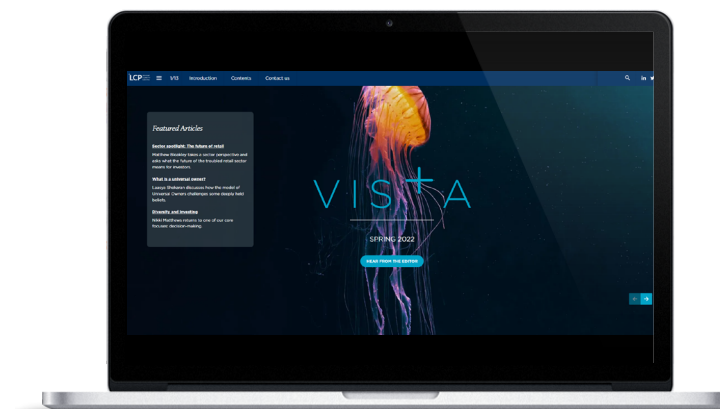 LCP
1/13 Introduction Contents Contact us
Featured Articles
Sector spotlight: The future of retail
Matthew Bleakley takes a sector perspective and
asks what the future of the troubled retail sector
means for investors.
What is a universal owner?
discusses how the model of
Universal Owners challenges some deeply held
beliefs.
Diversity and investing
Nikki Matthews returns to one of our core
focuses: decision-making.
VISTA
SPRING 2022
HEAR FROM THE EDITOR
in